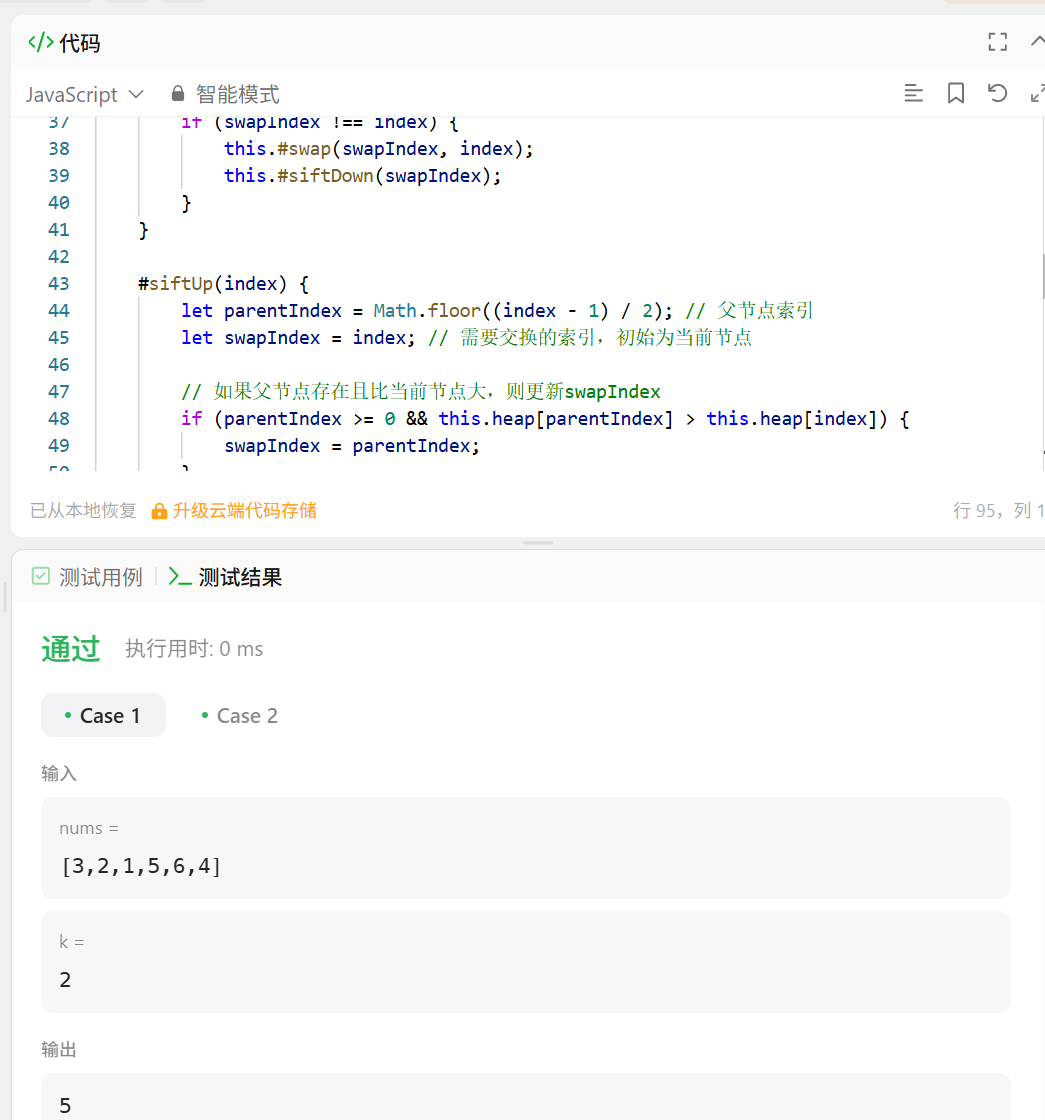 </> 代码
JavaScript 智能模式
37 if (swapIndex !== index) {
38 this.#swap(swapIndex, index);
39 this.#siftDown(swapIndex);
40 }
41 }
42
43 #siftUp(index) {
44 let parentIndex = Math.floor((index - 1) / 2); // 父节点索引
45 let swapIndex = index; // 需要交换的索引，初始为当前节点
46
47 // 如果父节点存在且比当前节点大，则更新swapIndex
48 if (parentIndex >= 0 && this.heap[parentIndex] > this.heap[index]) {
49 swapIndex = parentIndex;
50 }
已从本地恢复 升级云端代码存储 行 95，列 1
测试用例 >_ 测试结果
通过 执行用时: 0 ms
• Case 1 • Case 2
输入
nums =
[3,2,1,5,6,4]
k =
2
输出
5